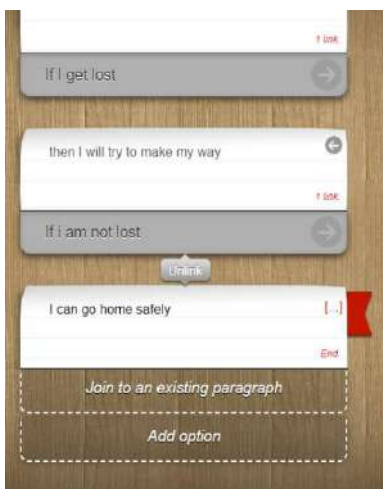 1 link
If I get lost
then I will try to make my way
1 link
If i am not lost
Unlink
I can go home safely
[...]
End
Join to an existing paragraph
Add option